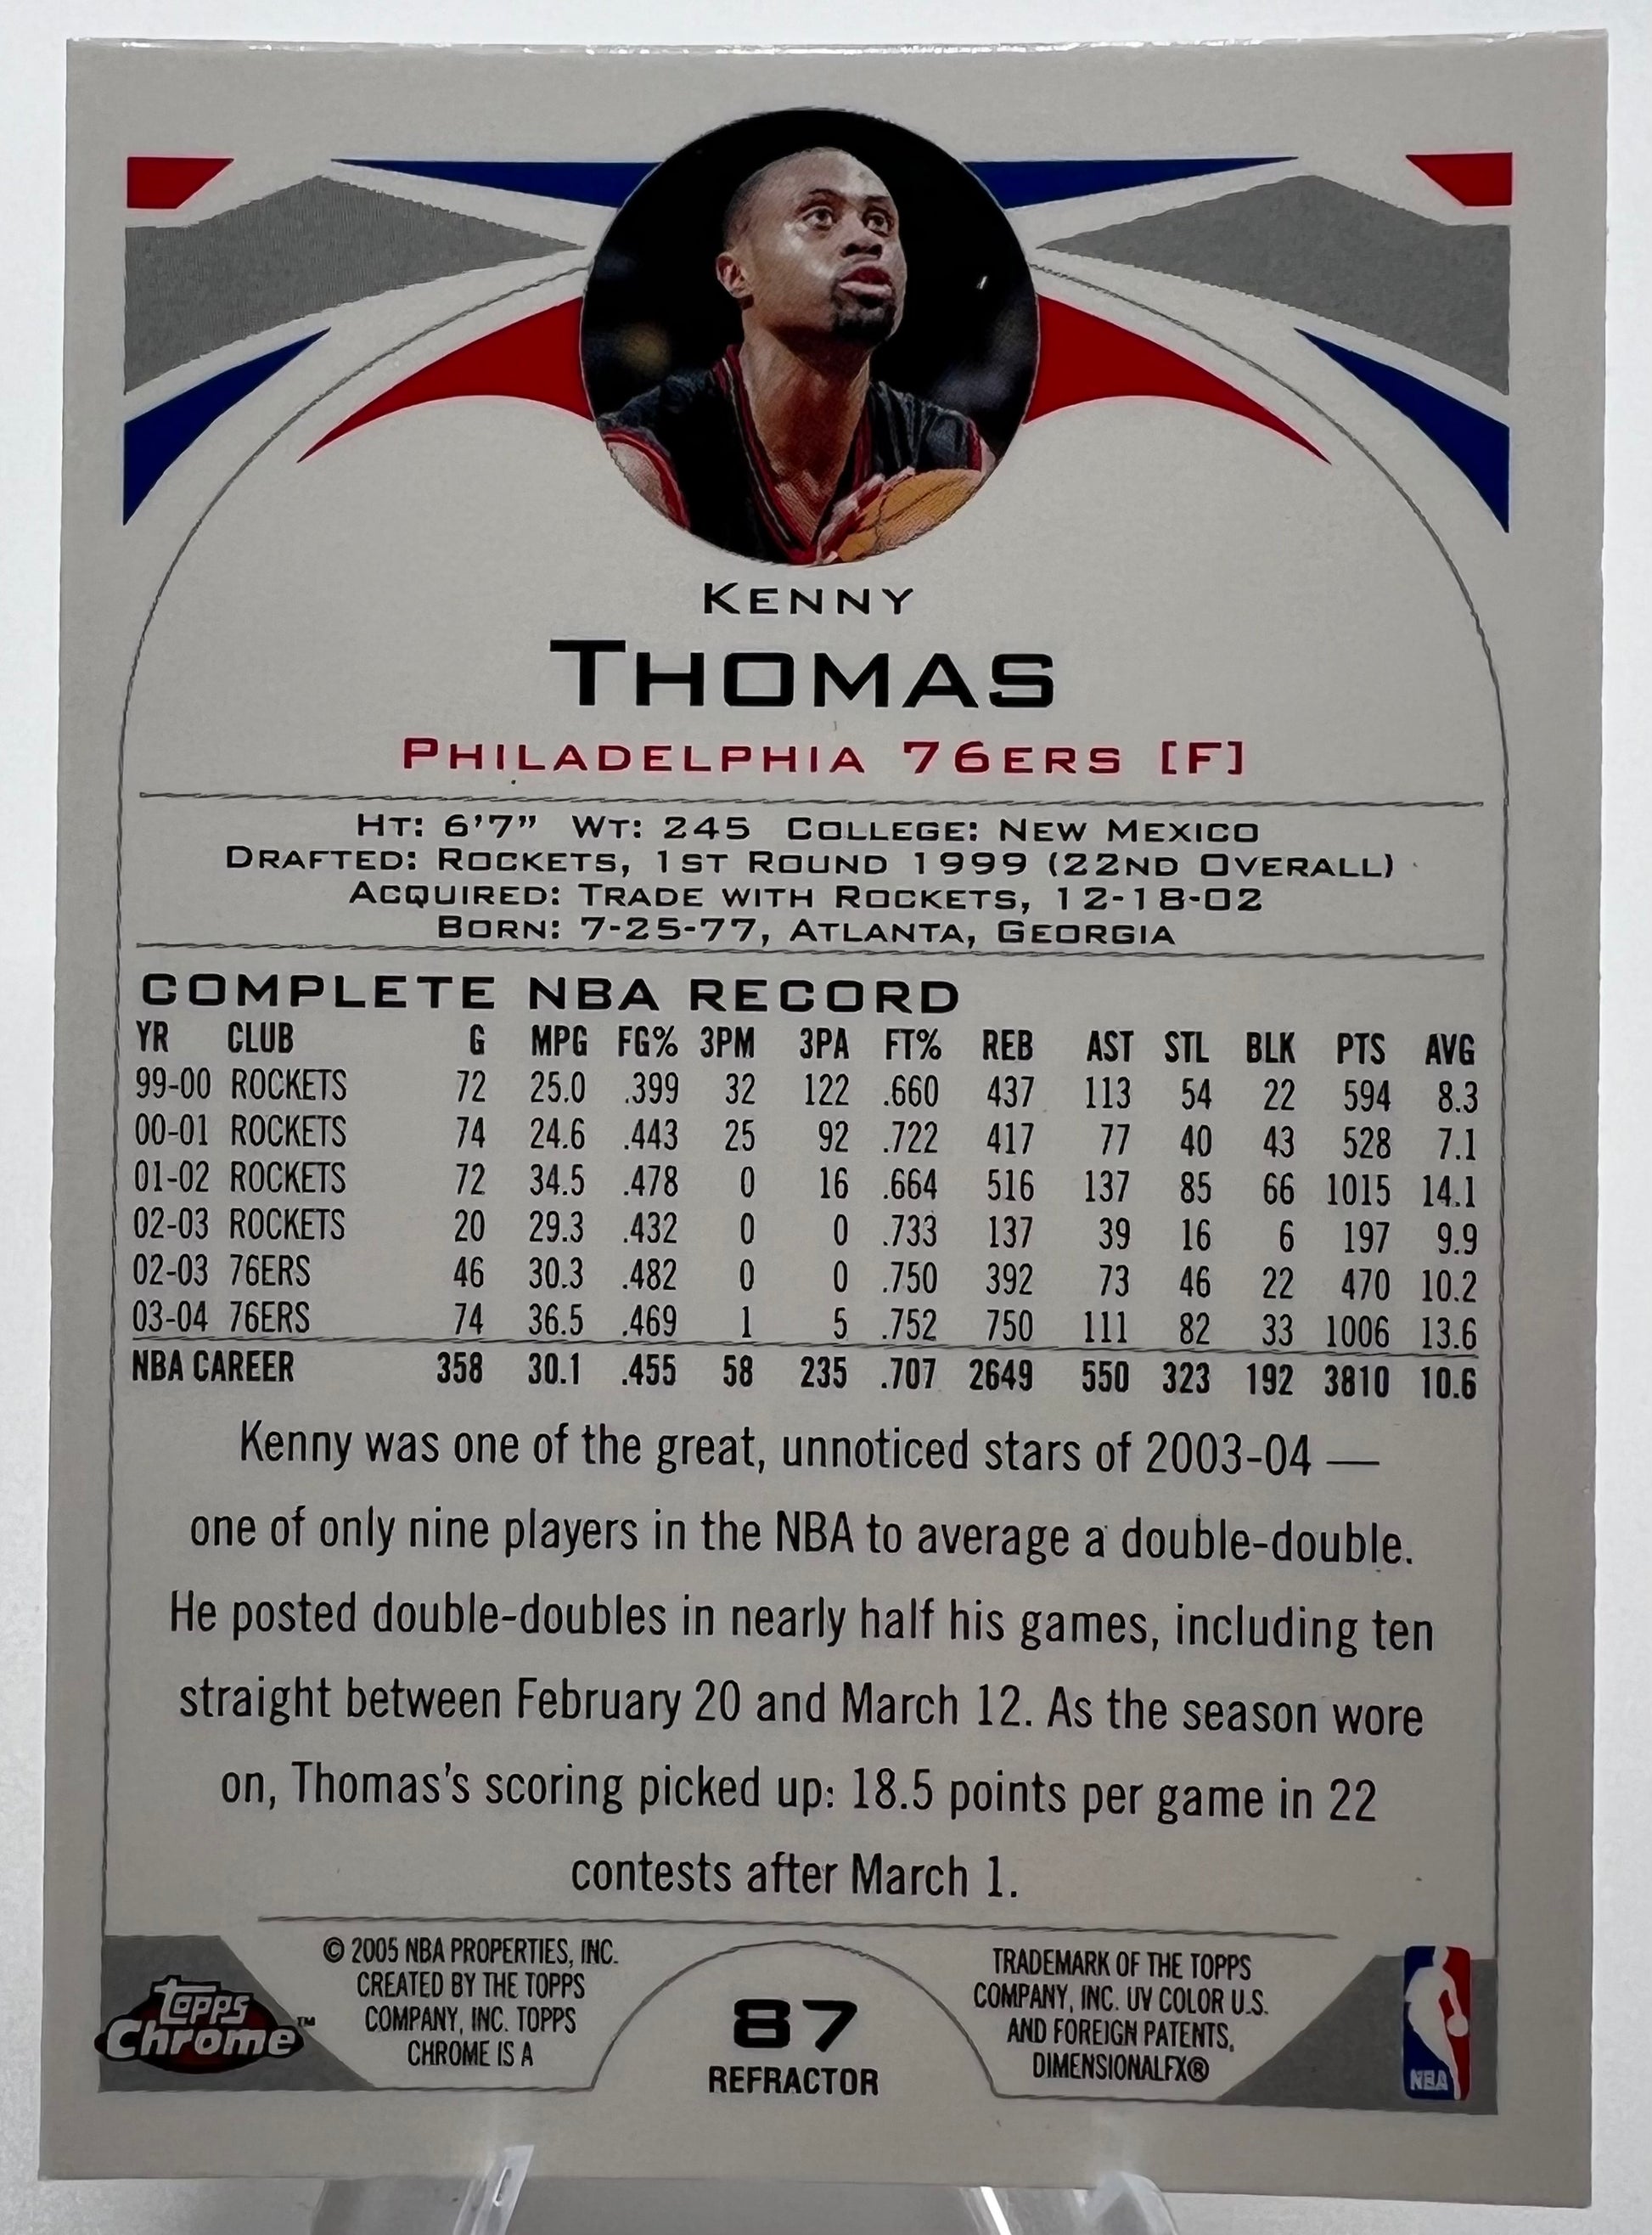 KENNY
THOMAS
PHILADELPHIA 76ERS [F]
HT: 6'7" WT: 245 COLLEGE: NEW MEXICO
DRAFTED: ROCKETS, 1ST ROUND 1999 (22ND OVERALL)
ACQUIRED: TRADE WITH ROCKETS, 12-18-02
BORN: 7-25-77, ATLANTA, GEORGIA
COMPLETE NBA RECORD
YR CLUB G MPG FG% 3PM 3PA FT% REB AST STL BLK PTS AVG
99-00 ROCKETS 72 25.0 .399 32 122 .660 437 113 54 22 594 8.3
00-01 ROCKETS 74 24.6 .443 25 92 .722 417 77 40 43 528 7.1
01-02 ROCKETS 72 34.5 .478 0 16 .664 516 137 85 66 1015 14.1
02-03 ROCKETS 20 29.3 .432 0 0 .733 137 39 16 6 197 9.9
02-03 76ERS 46 30.3 .482 0 0 .750 392 73 46 22 470 10.2
03-04 76ERS 74 36.5 .469 1 5 .752 750 111 82 33 1006 13.6
NBA CAREER 358 30.1 .455 58 235 .707 2649 550 323 192 3810 10.6
Kenny was one of the great, unnoticed stars of 2003-04 —
one of only nine players in the NBA to average a double-double.
He posted double-doubles in nearly half his games, including ten
straight between February 20 and March 12. As the season wore
on, Thomas's scoring picked up: 18.5 points per game in 22
contests after March 1.
Topps
Chrome™
© 2005 NBA PROPERTIES, INC.
CREATED BY THE TOPPS
COMPANY, INC. TOPPS
CHROME IS A
87
REFRACTOR
TRADEMARK OF THE TOPPS
COMPANY, INC. UV COLOR U.S.
AND FOREIGN PATENTS,
DIMENSIONALFX®
NBA